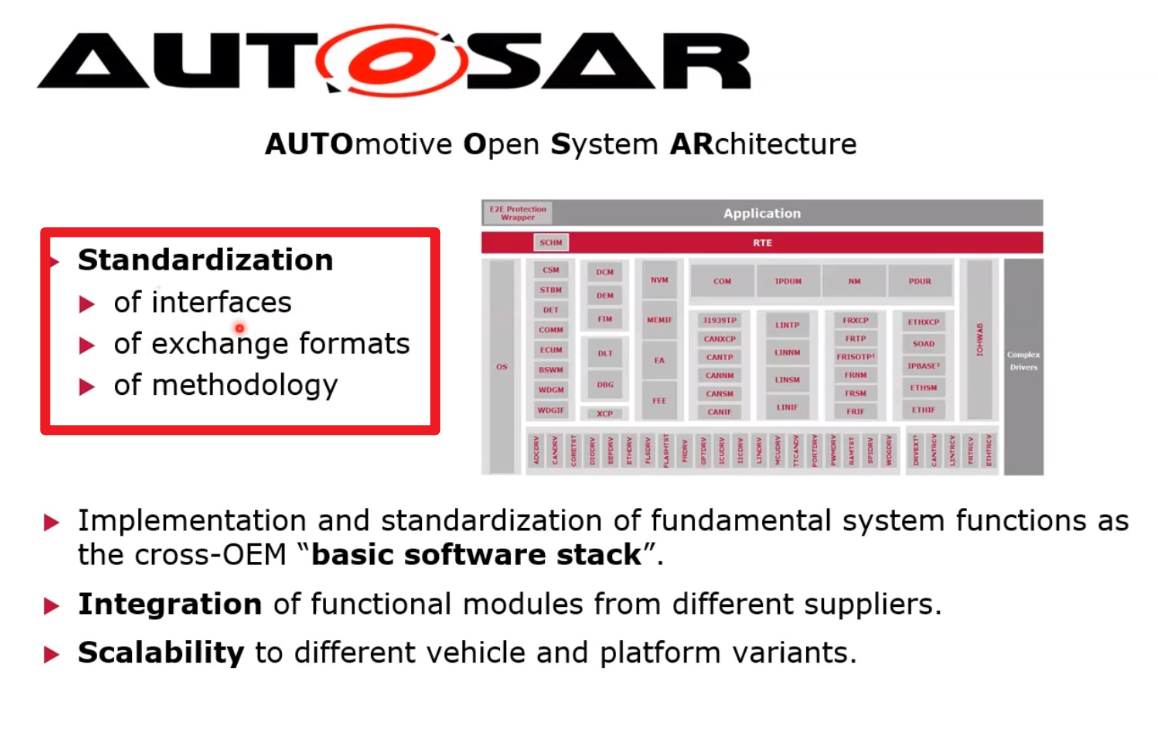 AUTOSAR
AUTOmotive Open System ARchitecture
Standardization
of interfaces
of exchange formats
of methodology
E2E Protection
Wrapper
Application
SCHM
RTE
OS
CSM
STBM
DET
COMM
ECUM
BSWM
WDGM
WDGIF
DCM
DEM
FIM
DLT
DBG
XCP
NVM
MEMIF
EA
FEE
COM
IPDUM
NM
PDUR
J1939TP
CANXCP
CANTP
CANNM
CANSM
CANIF
LINTP
LINNM
LINSM
LINIF
FRXCP
FRTP
FRISOTP²
FRNM
FRSM
FRIF
ETHXCP
SOAD
IPBASE²
ETHSM
ETHIF
IOHWAB
Complex
Drivers
ADCDRV
CANDRV
CORETST
DIODRV
EEPDRV
ETHDRV
FLSDRV
FLASHTST
FRDRV
GPTDRV
ICUDRV
IICDRV
LINDRV
MCUDRV
TTCANDV
PORTDRV
PWMDRV
RAMTST
SPIDRV
WDGDRV
DRVEXT¹
CANTRCV
LINTRCV
FRTRCV
ETHTRCV
Implementation and standardization of fundamental system functions as
the cross-OEM “basic software stack”.
Integration of functional modules from different suppliers.
Scalability to different vehicle and platform variants.